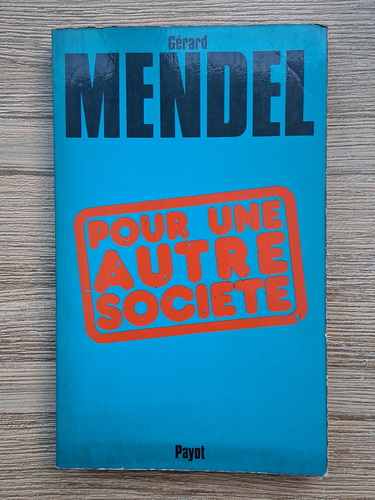 Gérard
MENDEL
POUR UNE
AUTRE
SOCIETE
Payot